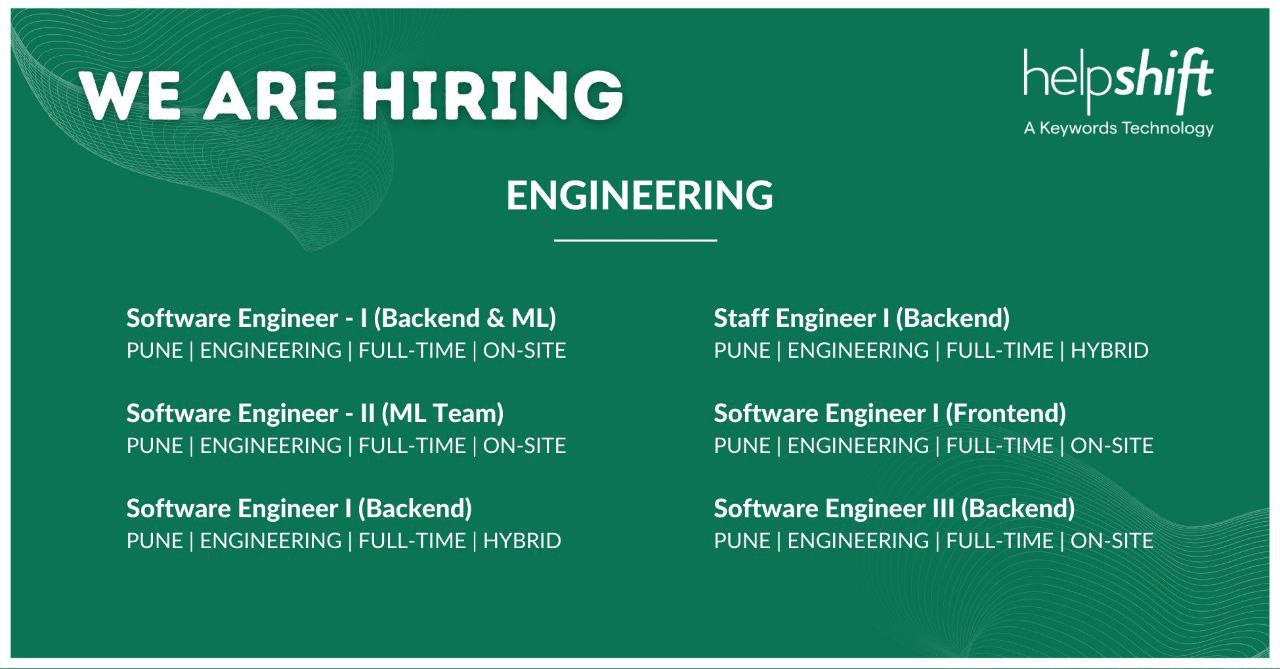 WE ARE HIRING
helpshift
A Keywords Technology
ENGINEERING
Software Engineer - I (Backend & ML)
PUNE | ENGINEERING | FULL-TIME | ON-SITE
Software Engineer - II (ML Team)
PUNE | ENGINEERING | FULL-TIME | ON-SITE
Software Engineer I (Backend)
PUNE | ENGINEERING | FULL-TIME | HYBRID
Staff Engineer I (Backend)
PUNE | ENGINEERING | FULL-TIME | HYBRID
Software Engineer I (Frontend)
PUNE | ENGINEERING | FULL-TIME | ON-SITE
Software Engineer III (Backend)
PUNE | ENGINEERING | FULL-TIME | ON-SITE